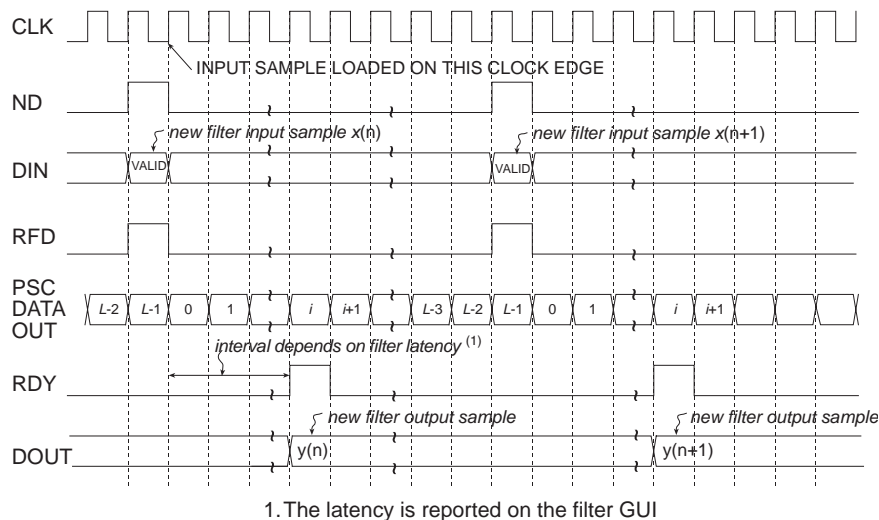 CLK
INPUT SAMPLE LOADED ON THIS CLOCK EDGE
ND
new filter input sample x(n)
new filter input sample x(n+1)
DIN
VALID
VALID
RFD
PSC
DATA
OUT
L-2 L-1 0 1 i i+1 L-3 L-2 L-1 0 1 i i+1
interval depends on filter latency (1)
RDY
new filter output sample
new filter output sample
DOUT
y(n)
y(n+1)
1. The latency is reported on the filter GUI